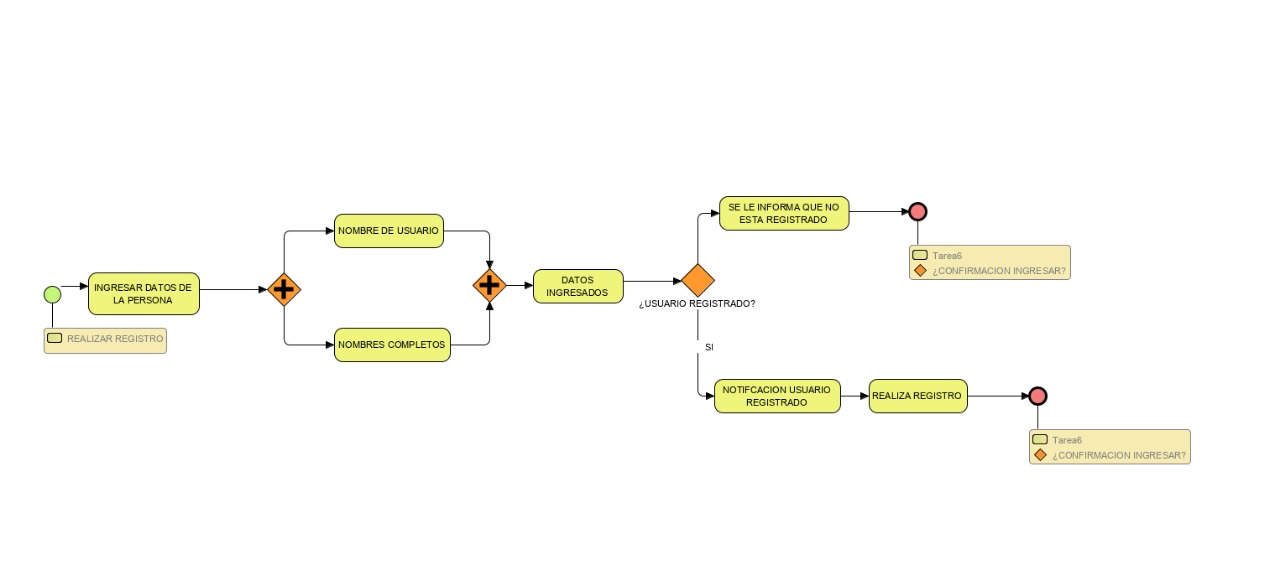 INGRESAR DATOS DE
LA PERSONA
REALIZAR REGISTRO
NOMBRE DE USUARIO
NOMBRES COMPLETOS
DATOS
INGRESADOS
¿USUARIO REGISTRADO?
SE LE INFORMA QUE NO
ESTA REGISTRADO
Tarea6
¿CONFIRMACION INGRESAR?
SI
NOTIFCACION USUARIO
REGISTRADO
REALIZA REGISTRO
Tarea6
¿CONFIRMACION INGRESAR?